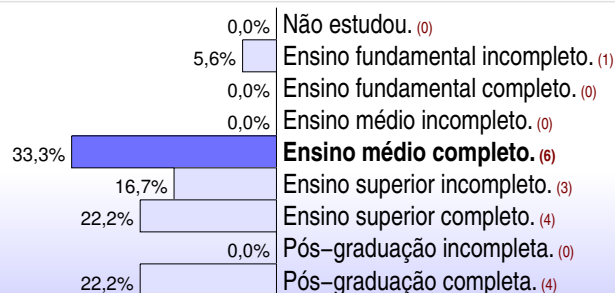 0,0% Não estudou. (0)
5,6% Ensino fundamental incompleto. (1)
0,0% Ensino fundamental completo. (0)
0,0% Ensino médio incompleto. (0)
33,3% Ensino médio completo. (6)
16,7% Ensino superior incompleto. (3)
22,2% Ensino superior completo. (4)
0,0% Pós−graduação incompleta. (0)
22,2% Pós−graduação completa. (4)